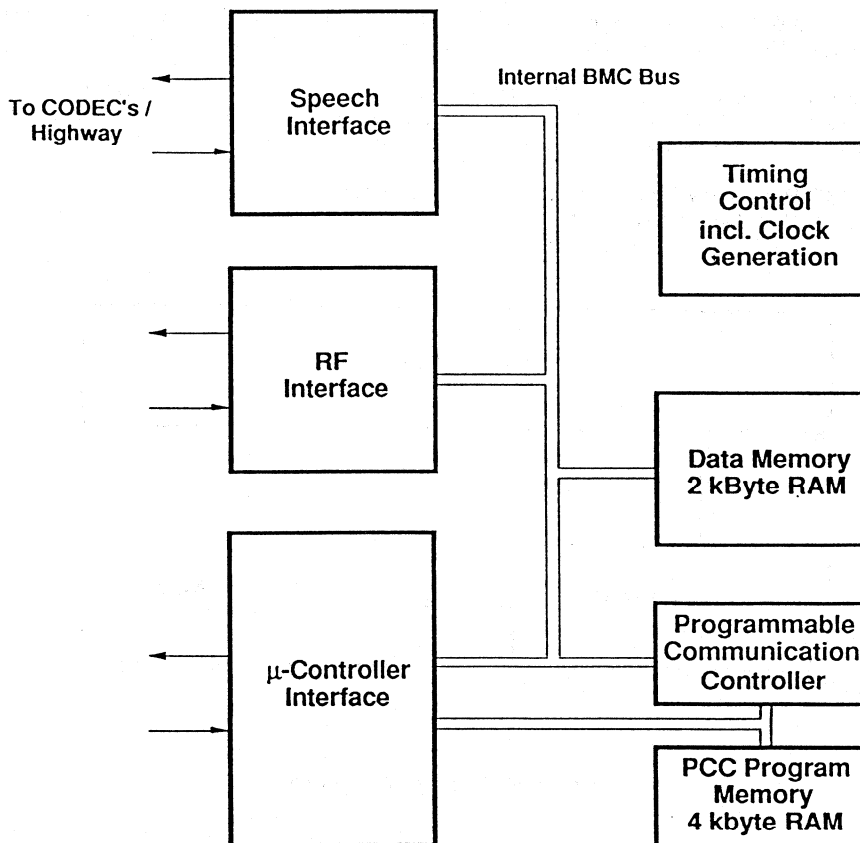 Speech
Interface
Internal BMC Bus
To CODEC's /
Highway
Timing
Control
incl. Clock
Generation
RF
Interface
Data Memory
2 kByte RAM
μ-Controller
Interface
Programmable
Communication
Controller
PCC Program
Memory
4 kbyte RAM